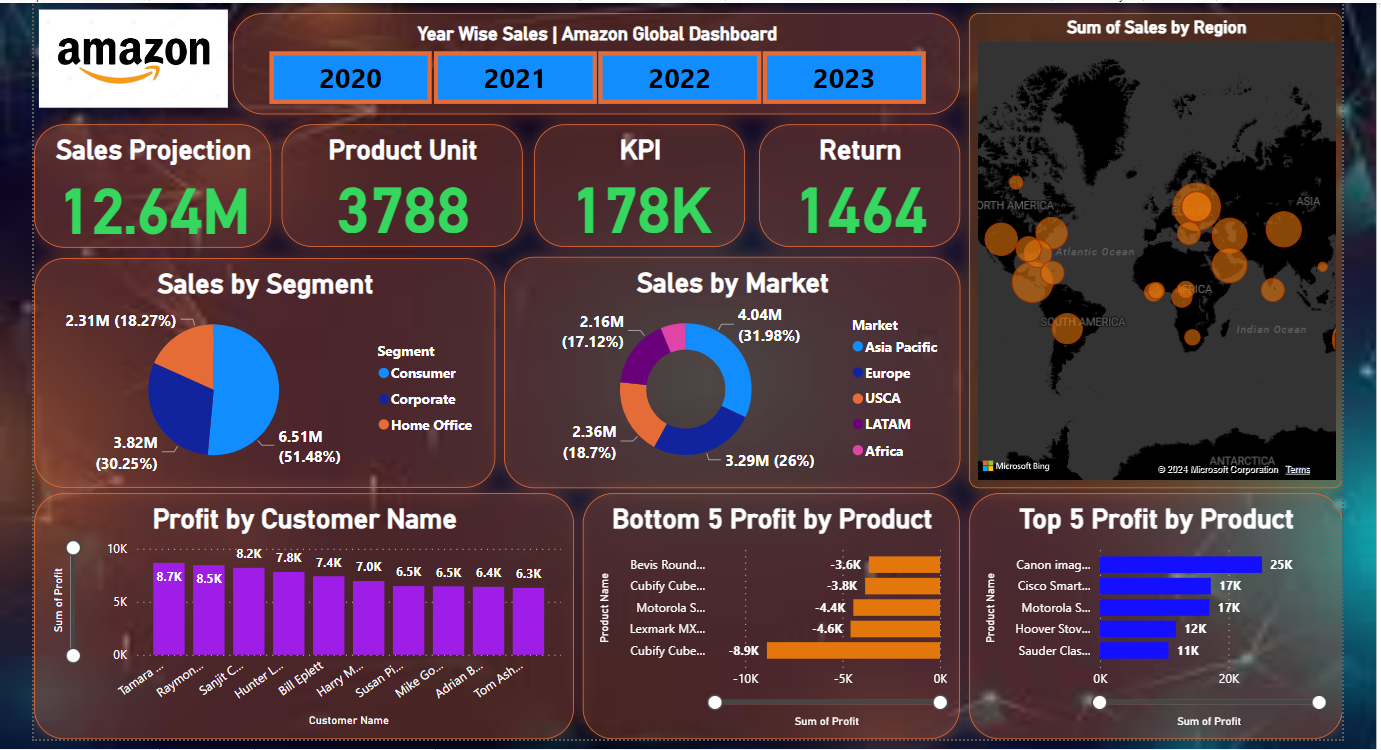 amazon
Year Wise Sales | Amazon Global Dashboard
2020 2021 2022 2023
Sales Projection
12.64M
Product Unit
3788
KPI
178K
Return
1464
Sum of Sales by Region
ORTH AMERICA
ASIA
Atlantic Ocean
SOUTH AMERICA
Indian Ocean
ANTARCTICA
Microsoft Bing
© 2024 Microsoft Corporation Terms
Sales by Segment
2.31M (18.27%)
3.82M
(30.25%)
6.51M
(51.48%)
Segment
Consumer
Corporate
Home Office
Sales by Market
2.16M
(17.12%)
4.04M
(31.98%)
2.36M
(18.7%)
3.29M (26%)
Market
Asia Pacific
Europe
USCA
LATAM
Africa
Profit by Customer Name
Sum of Profit
10K
5K
0K
8.7K 8.5K 8.2K 7.8K 7.4K 7.0K 6.5K 6.5K 6.4K 6.3K
Tamara ...
Raymon...
Sanjit C...
Hunter L...
Bill Eplett
Harry M...
Susan Pi...
Mike Go...
Adrian B...
Tom Ash...
Customer Name
Bottom 5 Profit by Product
Product Name
Bevis Round... -3.6K
Cubify Cube... -3.8K
Motorola S... -4.4K
Lexmark MX... -4.6K
Cubify Cube... -8.9K
-10K -5K 0K
Sum of Profit
Top 5 Profit by Product
Product Name
Canon imag... 25K
Cisco Smart... 17K
Motorola S... 17K
Hoover Stov... 12K
Sauder Clas... 11K
0K 20K
Sum of Profit